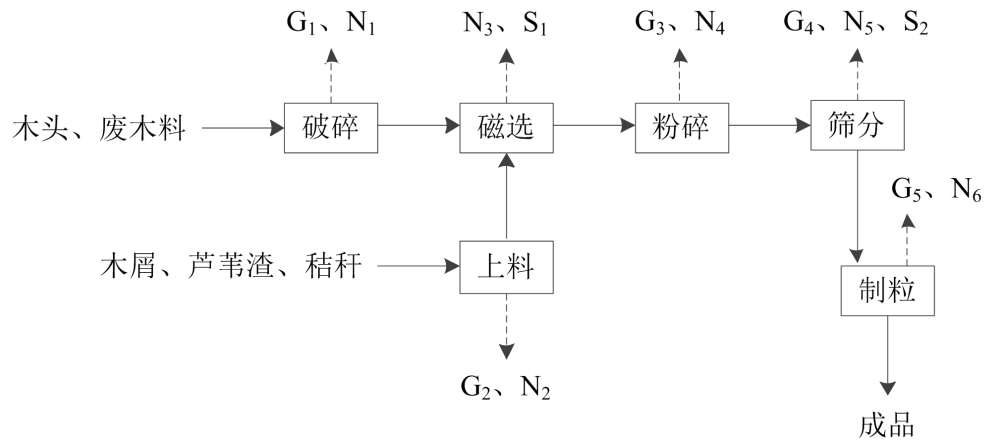 G₁、N₁
N₃、S₁
G₃、N₄
G₄、N₅、S₂
木头、废木料
破碎
磁选
粉碎
筛分
G₅、N₆
木屑、芦苇渣、秸秆
上料
制粒
G₂、N₂
成品